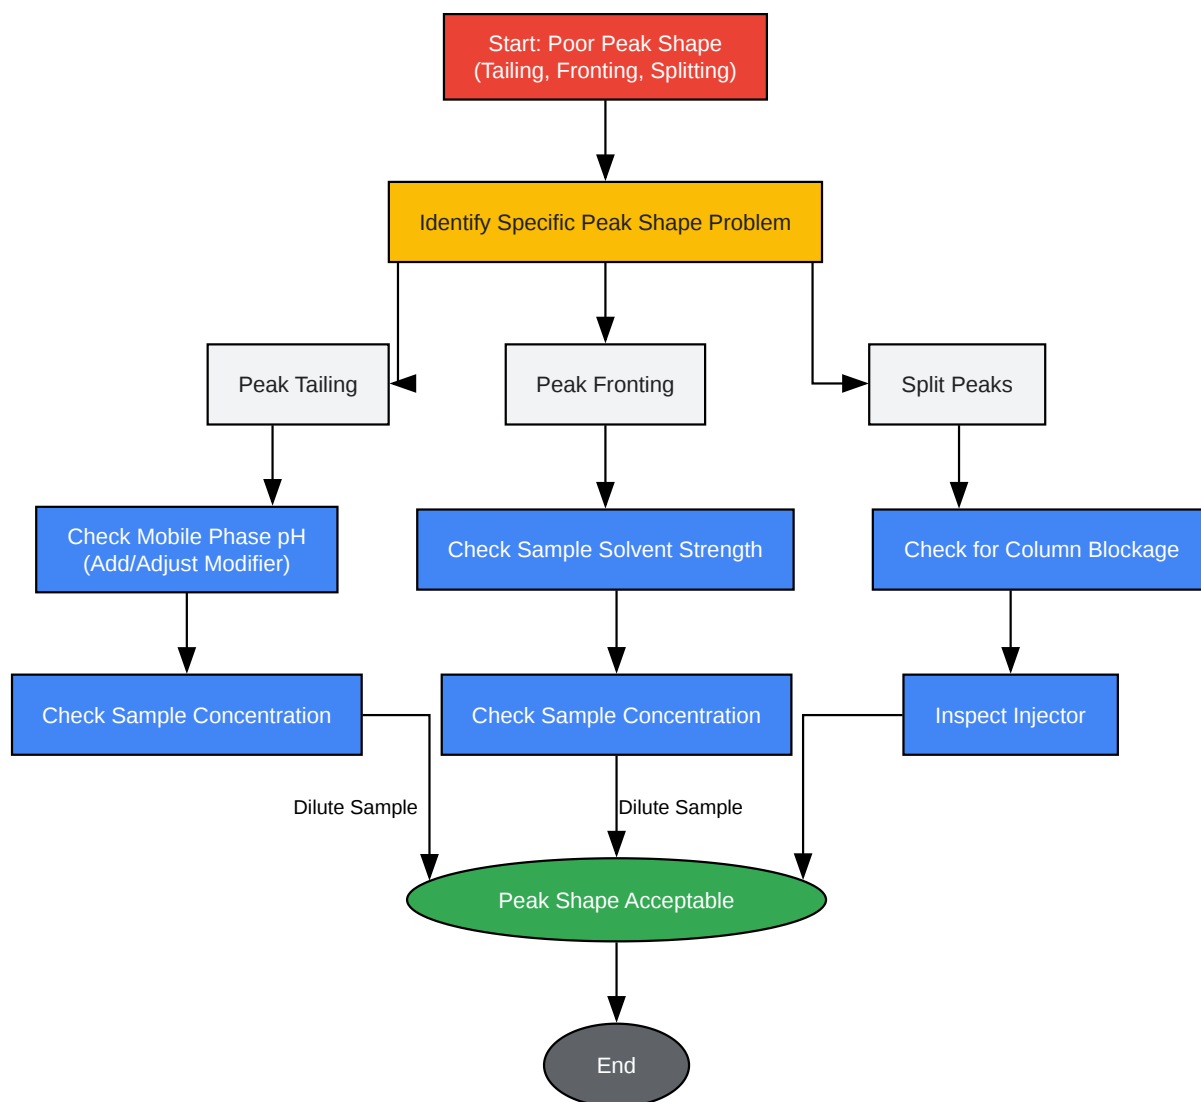 Start: Poor Peak Shape
(Tailing, Fronting, Splitting)
Identify Specific Peak Shape Problem
Peak Tailing
Peak Fronting
Split Peaks
Check Mobile Phase pH
(Add/Adjust Modifier)
Check Sample Solvent Strength
Check for Column Blockage
Check Sample Concentration
Check Sample Concentration
Inspect Injector
Dilute Sample
Dilute Sample
Peak Shape Acceptable
End